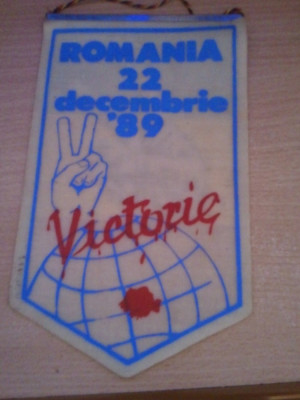 ROMANIA
22
decembrie
'89
Victorie